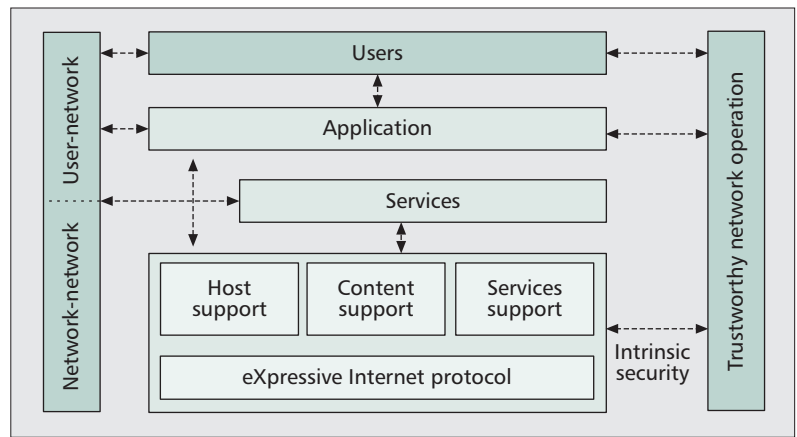 Users
Application
Services
Host
support
Content
support
Services
support
eXpressive Internet protocol
User-network
Network-network
Intrinsic
security
Trustworthy network operation